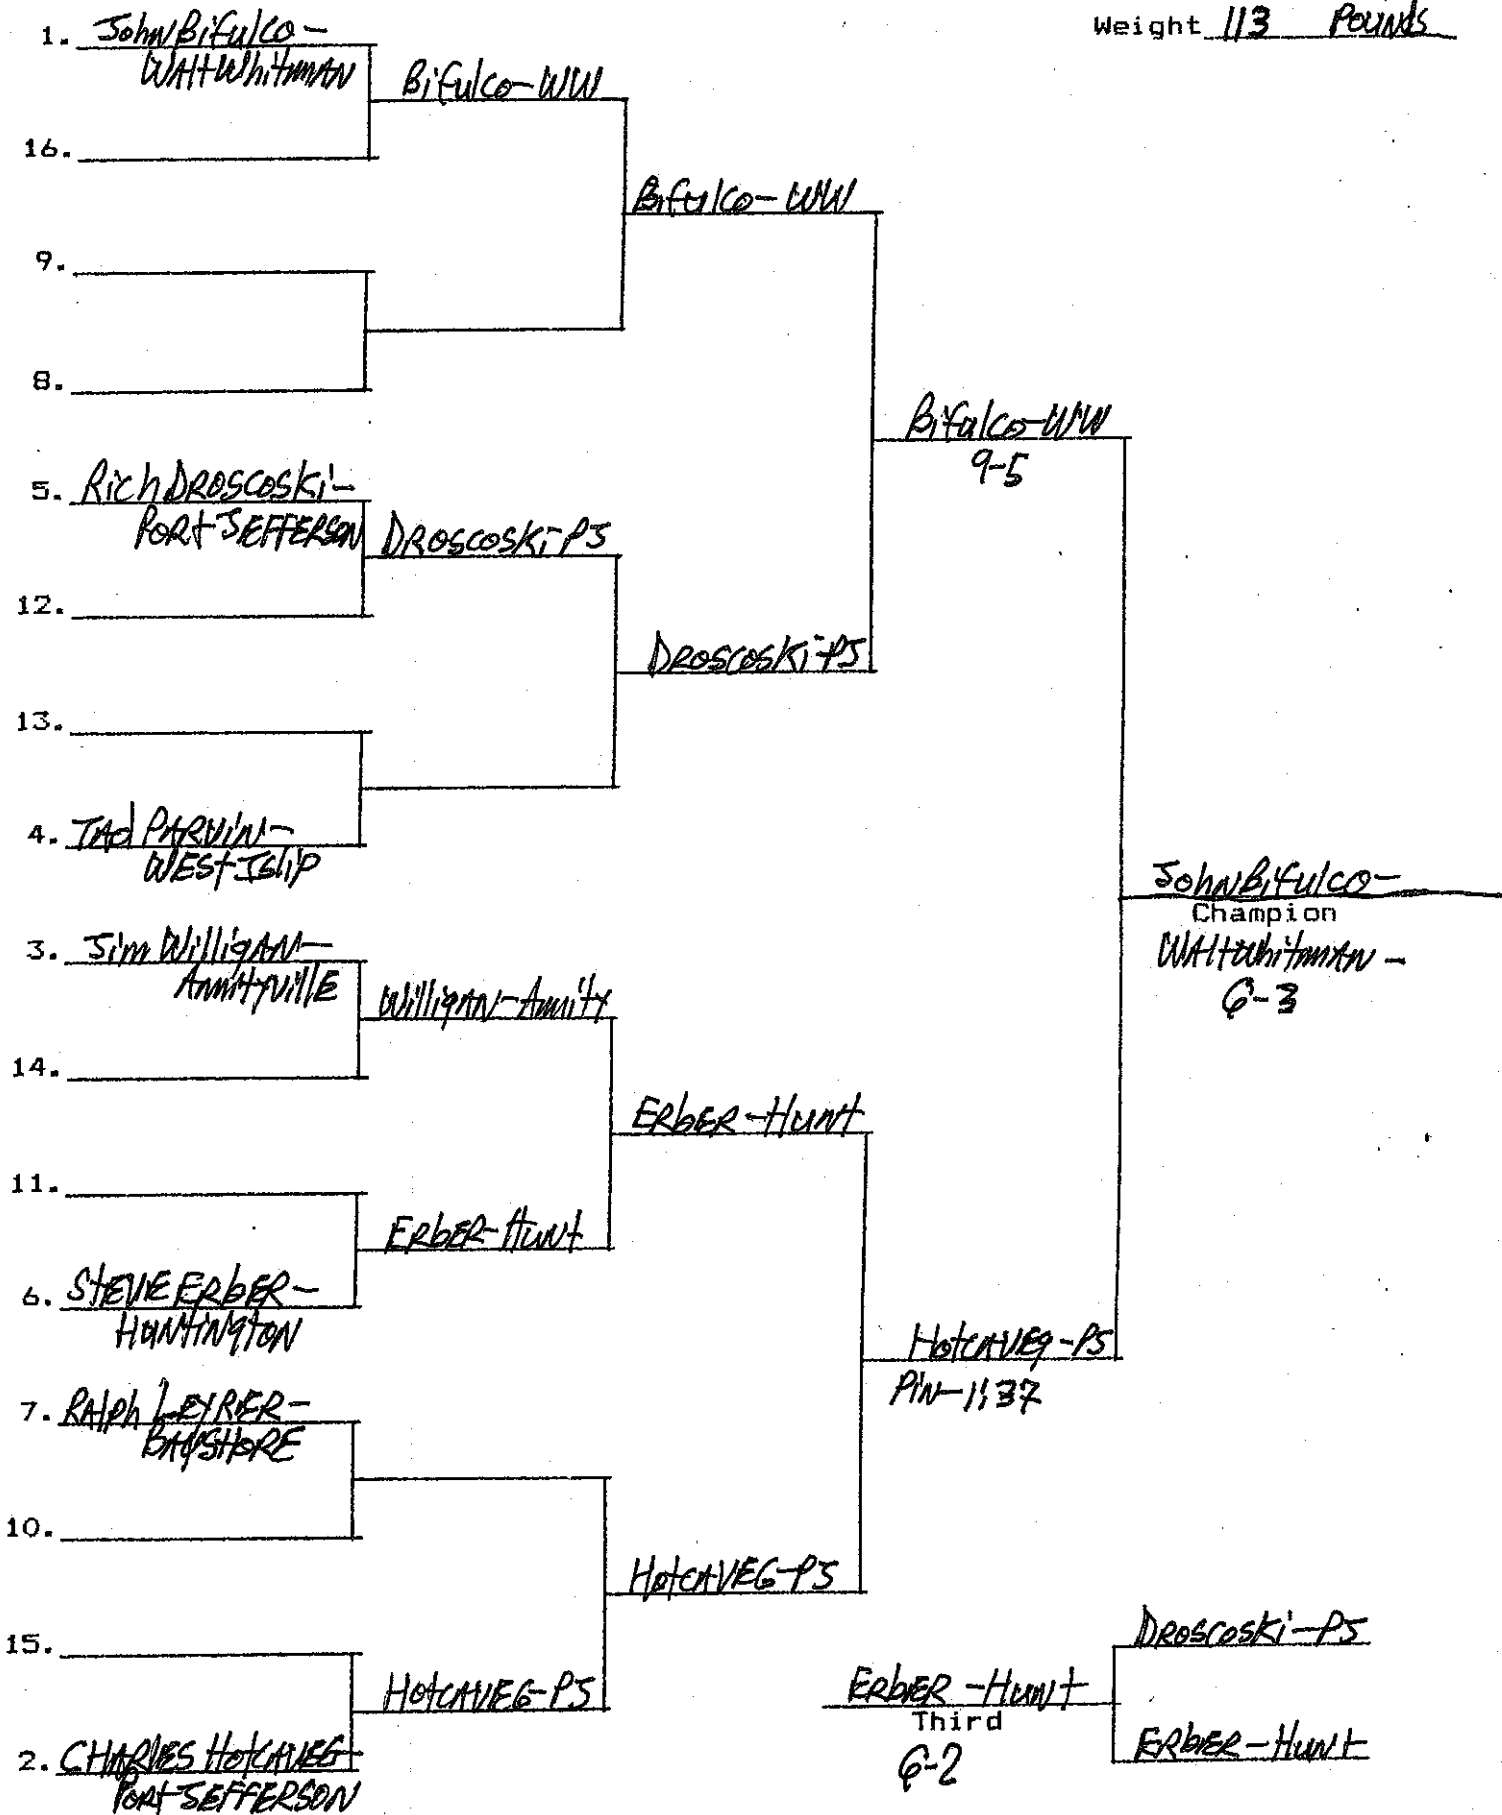 Weight 113 Pounds
1. John Bifulco-
Walt Whitman
Bifulco-WW
16.
Bifulco-WW
9.
8.
Bifulco-WW
9-5
5. Rich Droscoski-
Port Jefferson
Droscoski-PJ
12.
Droscoski-PJ
13.
4. Tad Parvin-
West Islip
John Bifulco-
Champion
Walt Whitman-
6-3
3. Jim Willigan-
Amityville
Willigan-Amity
14.
Erber-Hunt
11.
Erber-Hunt
6. Stevie Erber-
Huntington
Hotcaveg-PJ
Pin-1:37
7. Ralph Leyrer-
Bayshore
10.
Hotcaveg-PJ
15.
Droscoski-PJ
Hotcaveg-PJ
Erber-Hunt
Third
6-2
Erber-Hunt
2. Charles Hotcaveg-
Port Jefferson